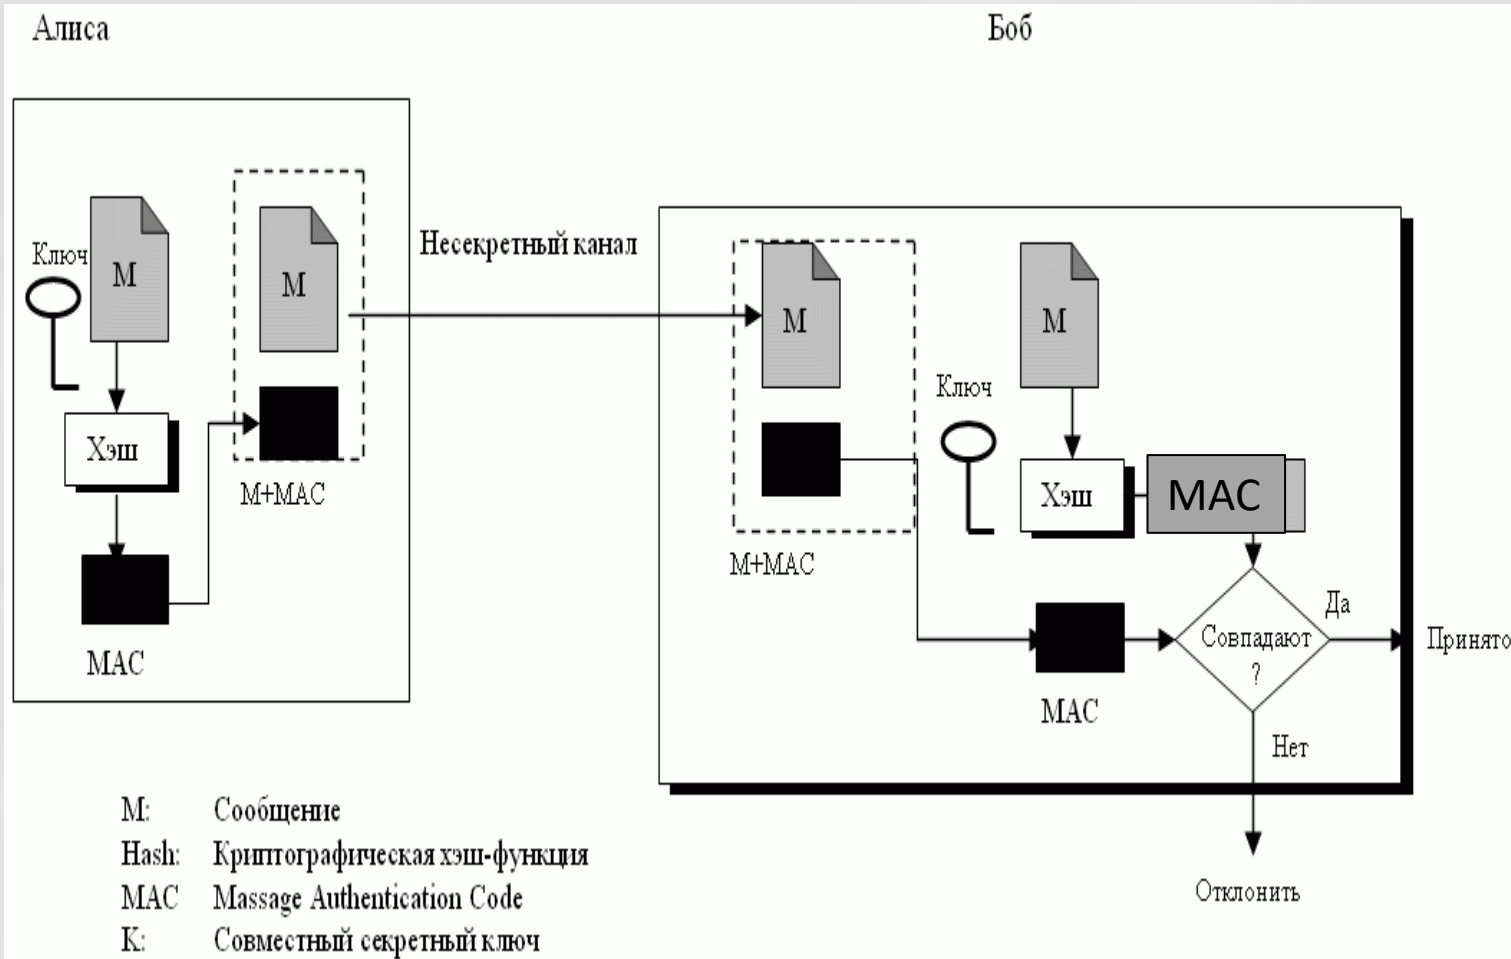 Алиса
Боб
Ключ
М
М
Несекретный канал
Хэш
М+МАС
МАС
М
М
Ключ
Хэш
МАС
М+МАС
МАС
Совпадают
?
Да
Принято
Нет
Отклонить
М: Сообщение
Hash: Криптографическая хэш-функция
MAC Massage Authentication Code
К: Совместный секретный ключ